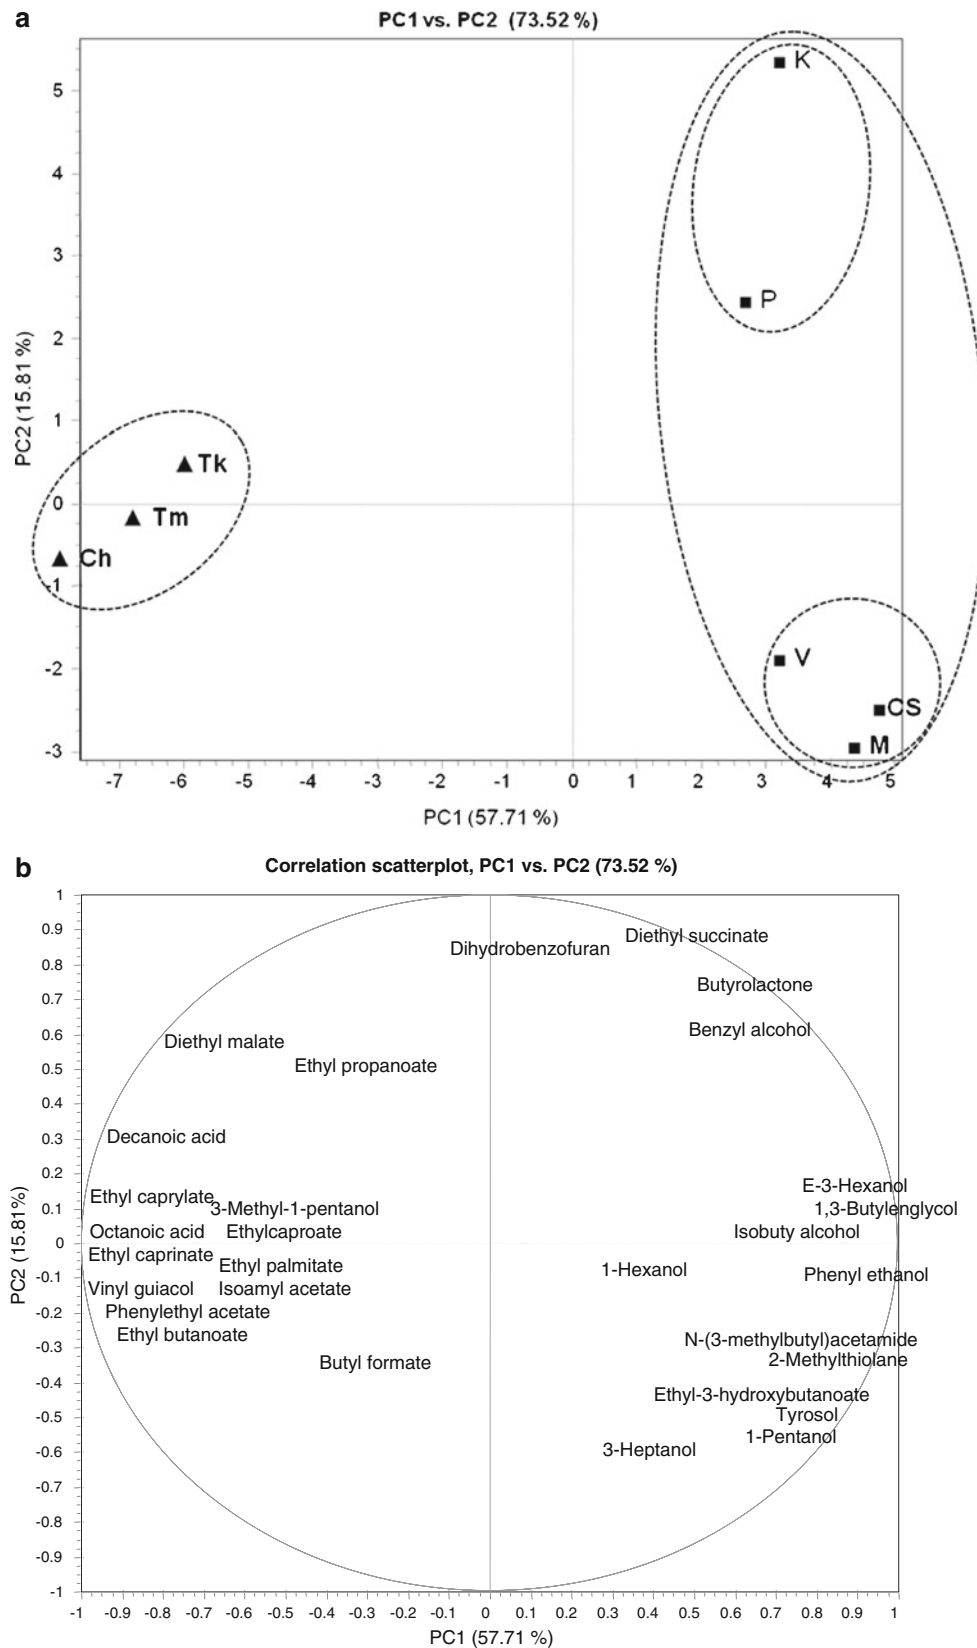 a
PC1 vs. PC2 (73.52 %)
K
5
4
3
P
2
PC2 (15.81 %)
1
Tk
0
Tm
Ch
-1
V
-2
CS
M
-3
-7 -6 -5 -4 -3 -2 -1 0 1 2 3 4 5
PC1 (57.71 %)
b
Correlation scatterplot, PC1 vs. PC2 (73.52 %)
1
0.9
Diethyl succinate
Dihydrobenzofuran
0.8
Butyrolactone
0.7
Benzyl alcohol
0.6
Diethyl malate
Ethyl propanoate
0.5
0.4
0.3
Decanoic acid
0.2
E-3-Hexanol
Ethyl caprylate
3-Methyl-1-pentanol
1,3-Butylenglycol
0.1
Octanoic acid
Ethylcaproate
Isobuty alcohol
0
Ethyl caprinate
Ethyl palmitate
1-Hexanol
Phenyl ethanol
-0.1
Vinyl guiacol
Isoamyl acetate
Phenylethyl acetate
-0.2
Ethyl butanoate
N-(3-methylbutyl)acetamide
-0.3
Butyl formate
2-Methylthiolane
-0.4
Ethyl-3-hydroxybutanoate
Tyrosol
-0.5
1-Pentanol
3-Heptanol
-0.6
-0.7
-0.8
-0.9
-1
PC2 (15.81%)
-1 -0.9 -0.8 -0.7 -0.6 -0.5 -0.4 -0.3 -0.2 -0.1 0 0.1 0.2 0.3 0.4 0.5 0.6 0.7 0.8 0.9 1
PC1 (57.71 %)